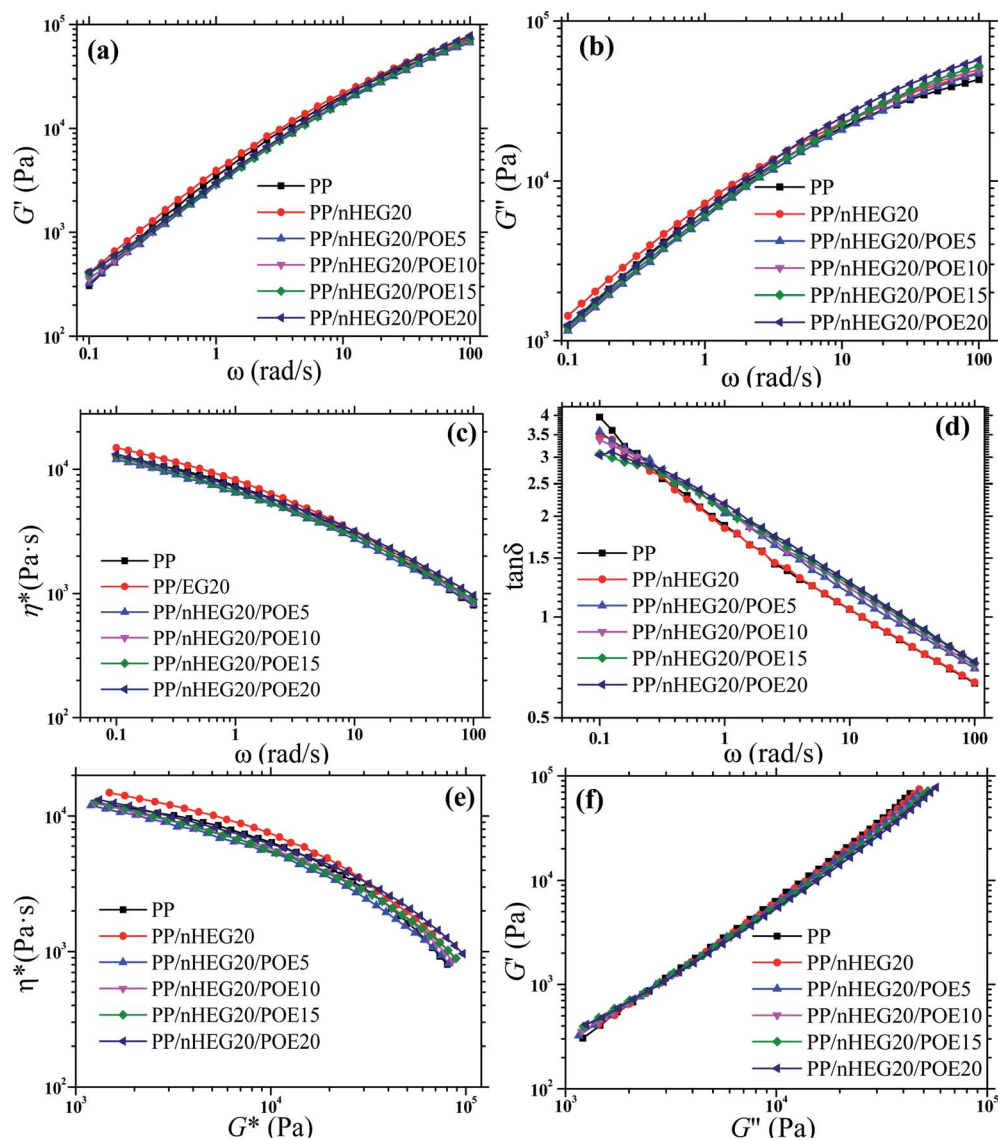 (a)
G' (Pa)
10^5
10^4
10^3
10^2
PP
PP/nHEG20
PP/nHEG20/POE5
PP/nHEG20/POE10
PP/nHEG20/POE15
PP/nHEG20/POE20
0.1 1 10 100
ω (rad/s)
(b)
G'' (Pa)
10^5
10^4
10^3
PP
PP/nHEG20
PP/nHEG20/POE5
PP/nHEG20/POE10
PP/nHEG20/POE15
PP/nHEG20/POE20
0.1 1 10 100
ω (rad/s)
(c)
η*(Pa·s)
10^4
10^3
10^2
PP
PP/EG20
PP/nHEG20/POE5
PP/nHEG20/POE10
PP/nHEG20/POE15
PP/nHEG20/POE20
0.1 1 10 100
ω (rad/s)
(d)
tanδ
4
3.5
3
2.5
2
1.5
1
0.5
PP
PP/nHEG20
PP/nHEG20/POE5
PP/nHEG20/POE10
PP/nHEG20/POE15
PP/nHEG20/POE20
0.1 1 10 100
ω (rad/s)
(e)
η*(Pa·s)
10^4
10^3
10^2
PP
PP/nHEG20
PP/nHEG20/POE5
PP/nHEG20/POE10
PP/nHEG20/POE15
PP/nHEG20/POE20
10^3 10^4 10^5
G* (Pa)
(f)
G' (Pa)
10^5
10^4
10^3
10^2
PP
PP/nHEG20
PP/nHEG20/POE5
PP/nHEG20/POE10
PP/nHEG20/POE15
PP/nHEG20/POE20
10^3 10^4 10^5
G'' (Pa)